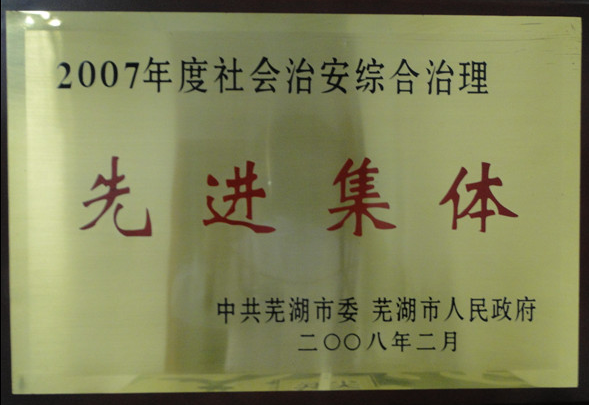 2007年度社会治安综合治理
先进集体
中共芜湖市委 芜湖市人民政府
二〇〇八年二月